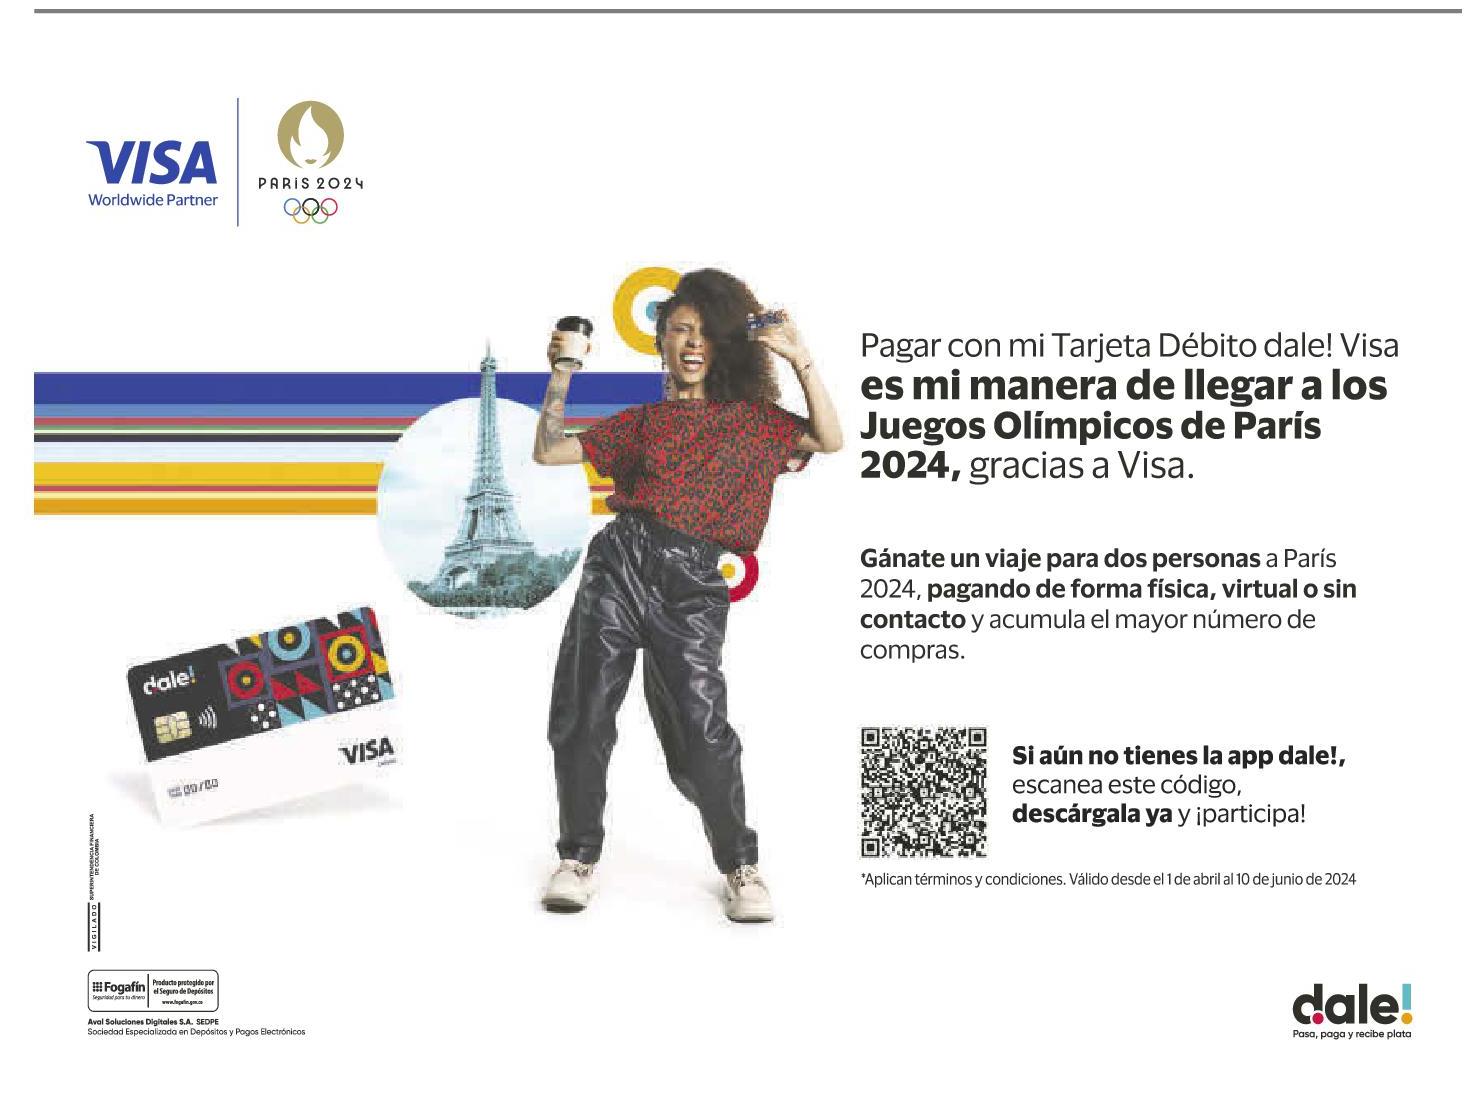 VISA
Worldwide Partner
PARIS 2024
Pagar con mi Tarjeta Débito dale! Visa
es mi manera de llegar a los
Juegos Olímpicos de París
2024, gracias a Visa.
Gánate un viaje para dos personas a París
2024, pagando de forma física, virtual o sin
contacto y acumula el mayor número de
compras.
dale!
VISA
Si aún no tienes la app dale!,
escanea este código,
descárgala ya y ¡participa!
*Aplican términos y condiciones. Válido desde el 1 de abril al 10 de junio de 2024
VIGILADO
SUPERINTENDENCIA FINANCIERA
DE COLOMBIA
Fogafín
Seguridad para tu dinero
Producto protegido por
el Seguro de Depósitos
www.fogafin.gov.co
Aval Soluciones Digitales S.A. SEDPE
Sociedad Especializada en Depósitos y Pagos Electrónicos
dale!
Pasa, paga y recibe plata